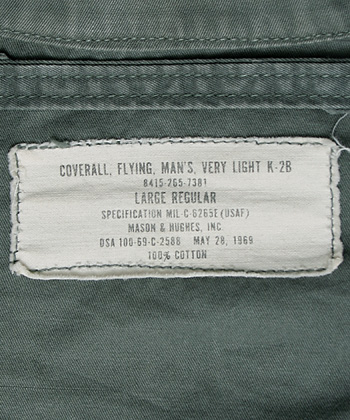 COVERALL, FLYING, MAN'S, VERY LIGHT K-2B
8415-265-7381
LARGE REGULAR
SPECIFICATION MIL-C-6265E (USAF)
MASON & HUGHES, INC.
DSA 100-69-C-2586 MAY 28, 1969
100% COTTON